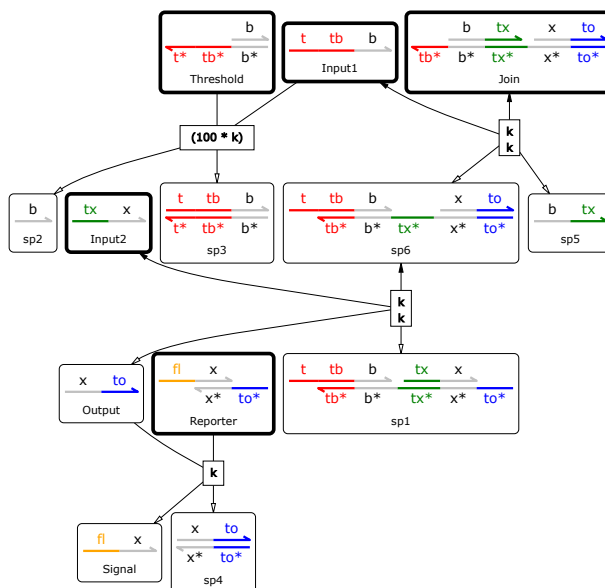 b
t* tb* b*
Threshold
t tb b
Input1
b tx x to
tb* b* tx* x* to*
Join
(100 * k)
k
k
b
sp2
tx x
Input2
t tb b
t* tb* b*
sp3
t tb b x to
tb* b* tx* x* to*
sp6
b tx
sp5
k
k
x to
Output
fl x
x* to*
Reporter
t tb b tx x
tb* b* tx* x* to*
sp1
k
fl x
Signal
x to
x* to*
sp4